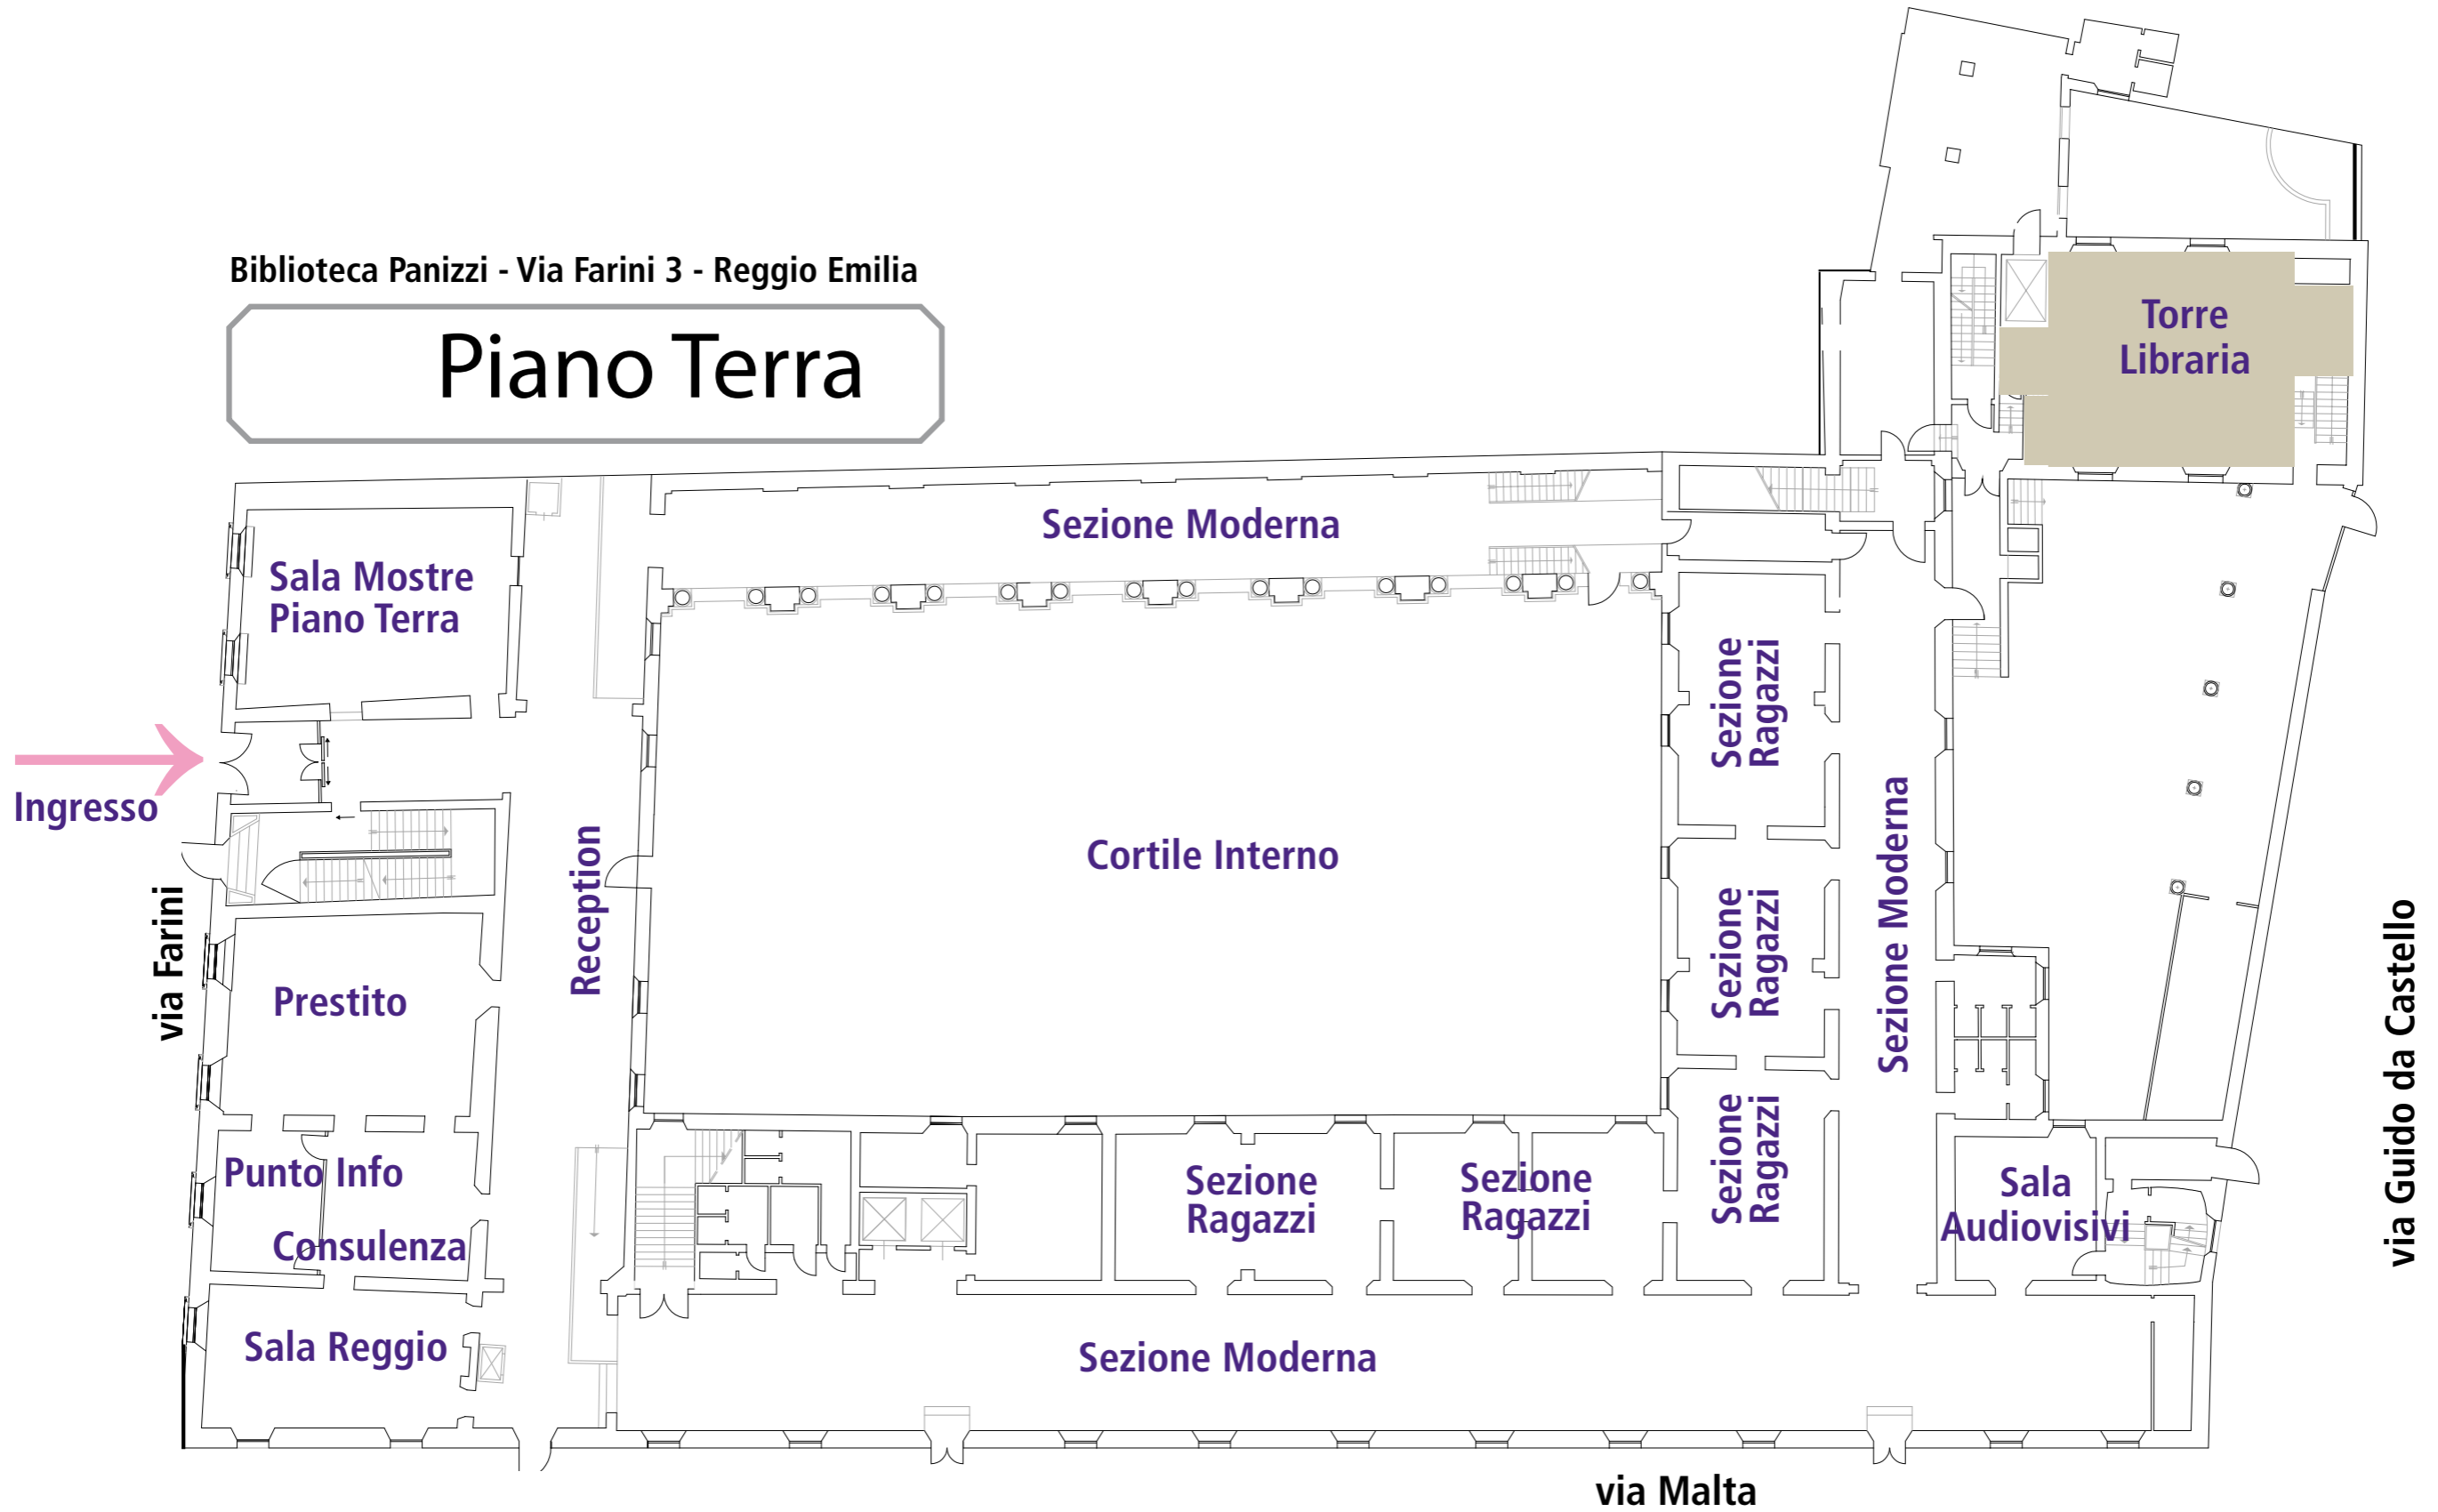 Biblioteca Panizzi - Via Farini 3 - Reggio Emilia
Piano Terra
Torre
Libraria
Sezione Moderna
Sala Mostre
Piano Terra
Sezione
Ragazzi
Ingresso
Reception
Cortile Interno
Sezione Moderna
via Farini
Prestito
Sezione
Ragazzi
via Guido da Castello
Punto Info
Consulenza
Sezione
Ragazzi
Sezione
Ragazzi
Sezione
Ragazzi
Sala
Audiovisivi
Sala Reggio
Sezione Moderna
via Malta